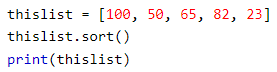 thislist = [100, 50, 65, 82, 23]
thislist.sort()
print(thislist)